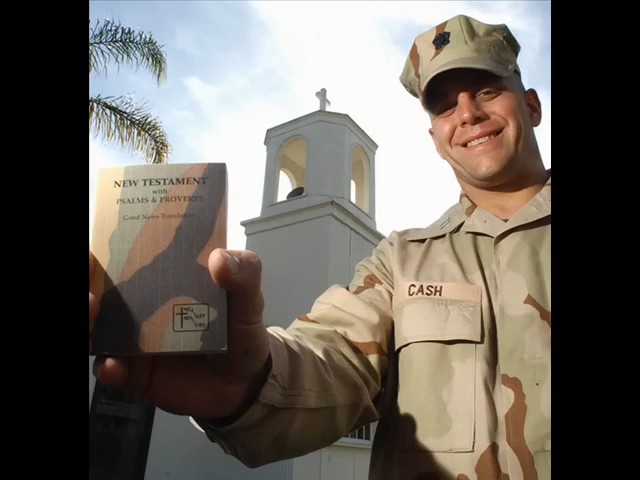 NEW TESTAMENT
with
PSALMS & PROVERBS
Good News Translation
CASH